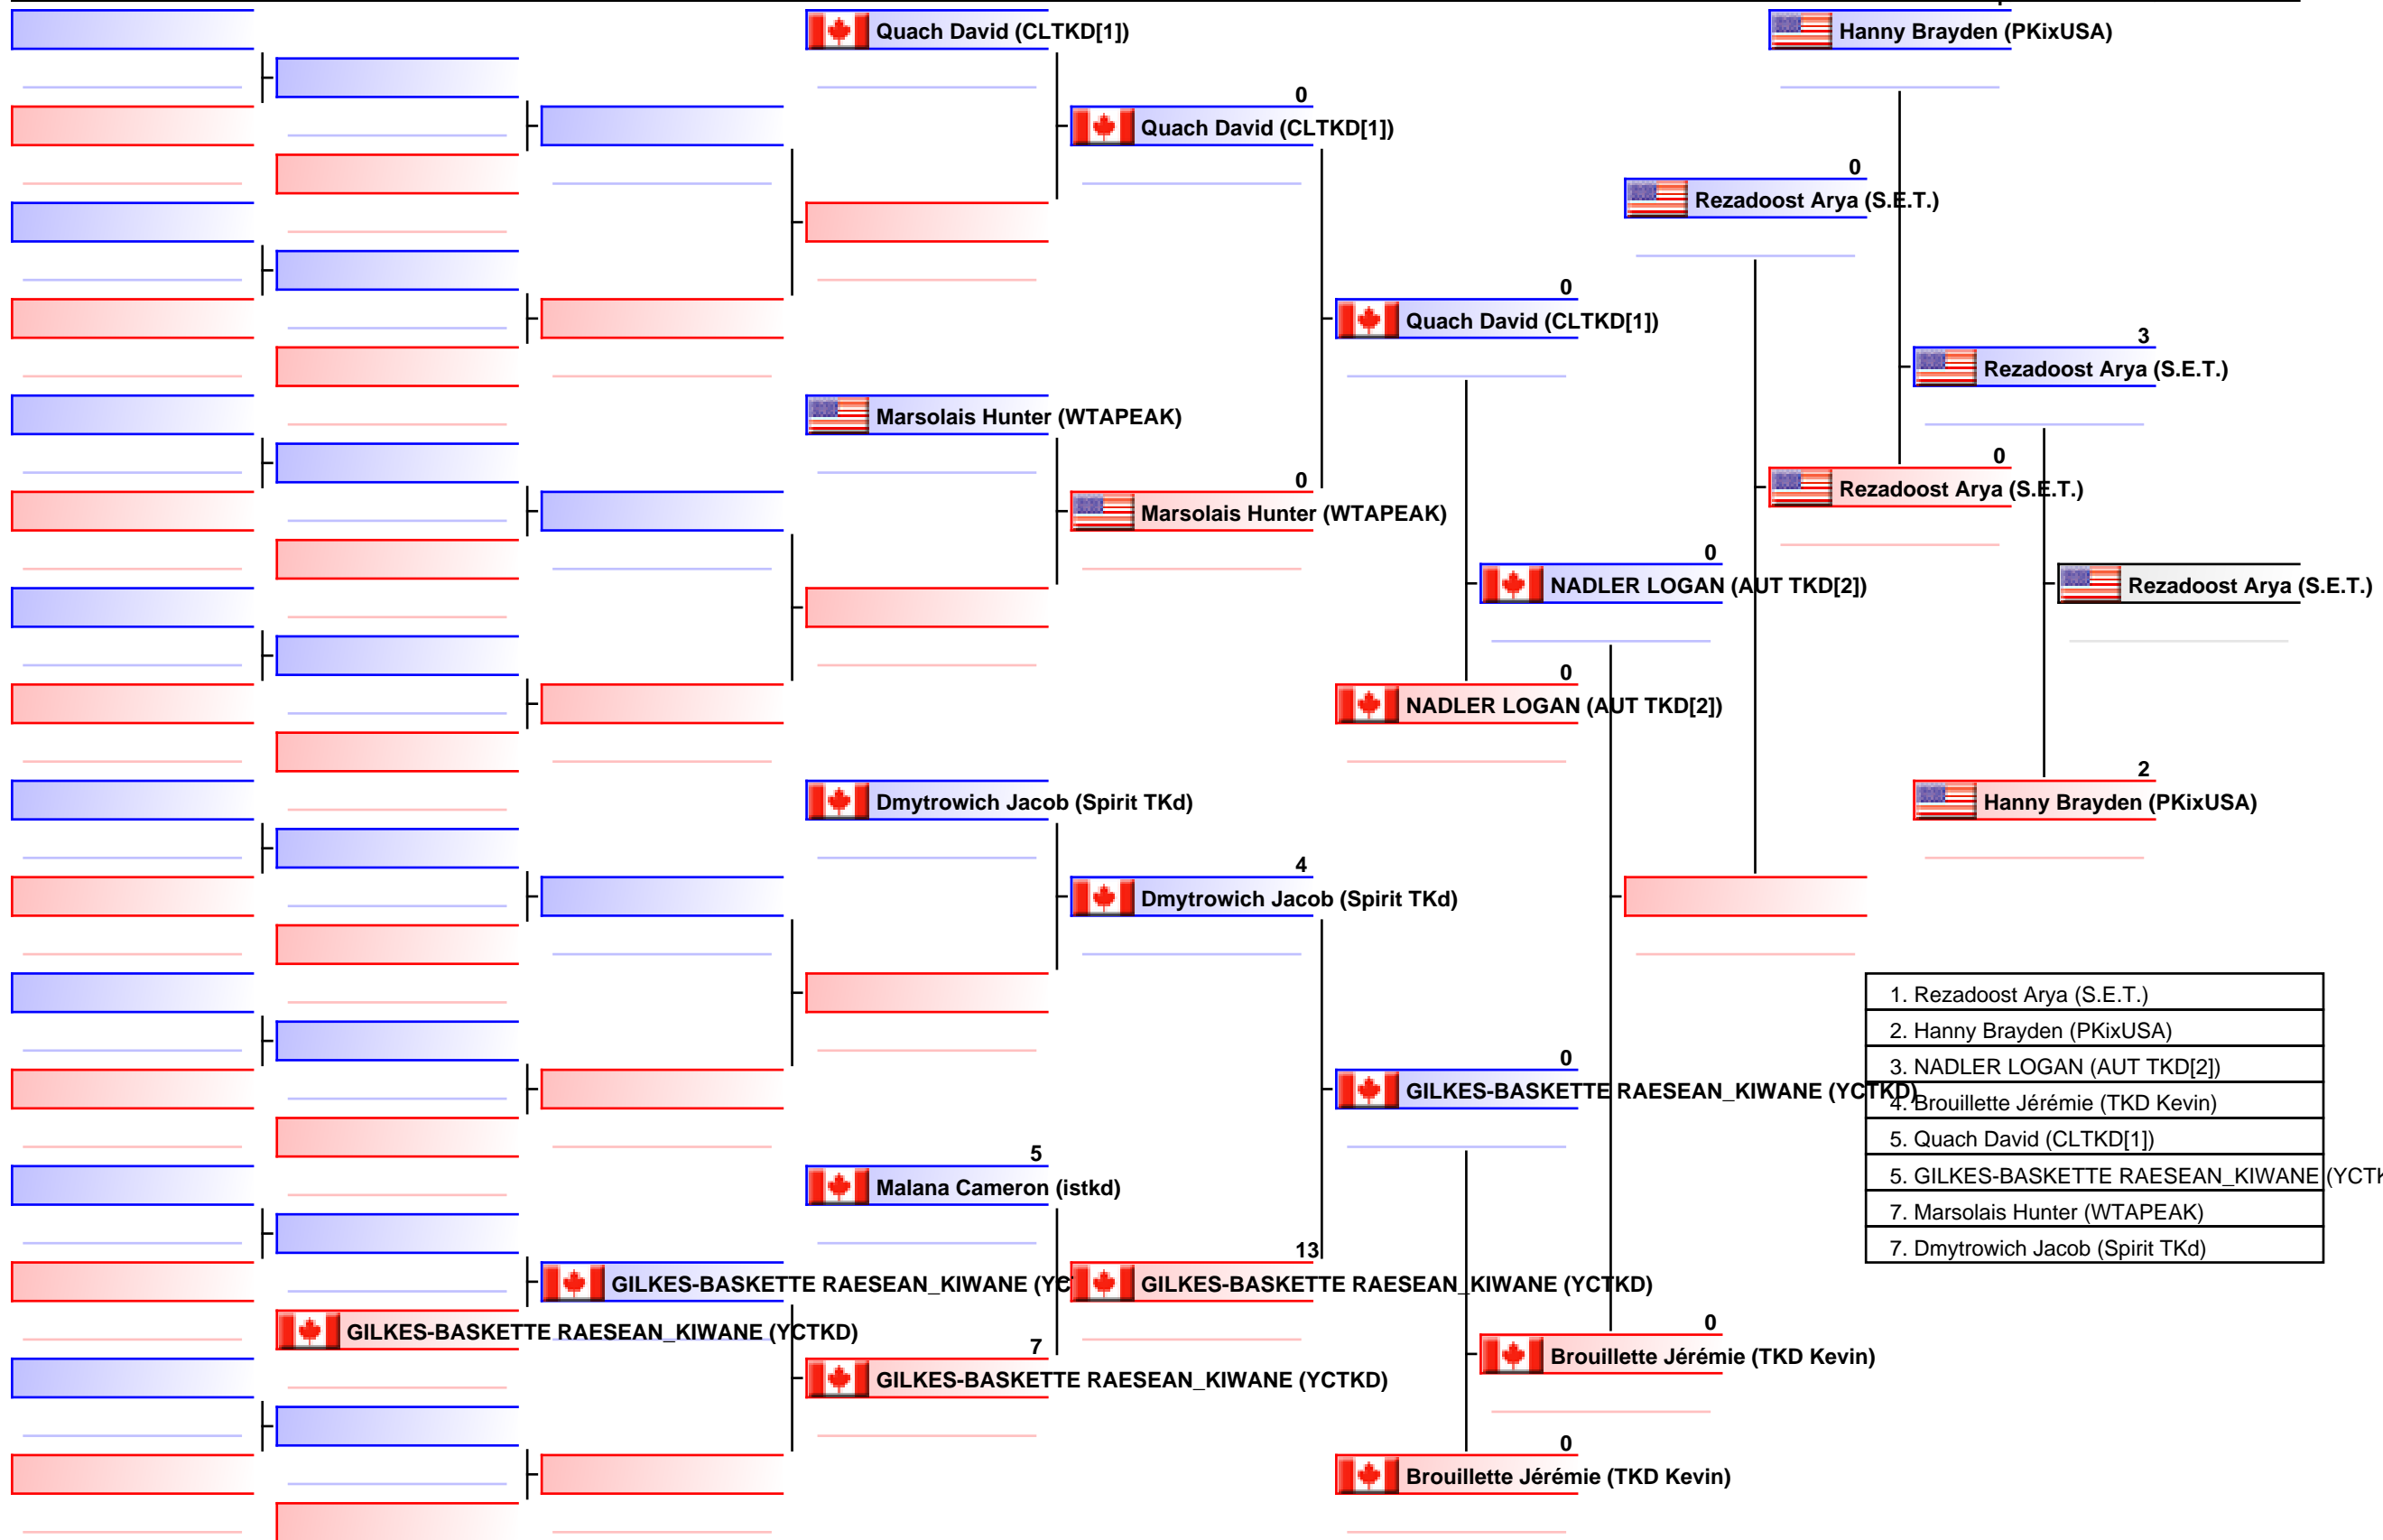 Quach David (CLTKD[1])
Hanny Brayden (PKixUSA)
0
Quach David (CLTKD[1])
0
Rezadoost Arya (S.E.T.)
0
Quach David (CLTKD[1])
3
Rezadoost Arya (S.E.T.)
Marsolais Hunter (WTAPEAK)
0
Rezadoost Arya (S.E.T.)
0
Marsolais Hunter (WTAPEAK)
0
NADLER LOGAN (AUT TKD[2])
Rezadoost Arya (S.E.T.)
0
NADLER LOGAN (AUT TKD[2])
2
Hanny Brayden (PKixUSA)
Dmytrowich Jacob (Spirit TKd)
4
Dmytrowich Jacob (Spirit TKd)
1. Rezadoost Arya (S.E.T.)
2. Hanny Brayden (PKixUSA)
3. NADLER LOGAN (AUT TKD[2])
4. Brouillette Jérémie (TKD Kevin)
5. Quach David (CLTKD[1])
5. GILKES-BASKETTE RAESEAN_KIWANE (YCTK
7. Marsolais Hunter (WTAPEAK)
7. Dmytrowich Jacob (Spirit TKd)
0
GILKES-BASKETTE RAESEAN_KIWANE (YCTKD)
5
Malana Cameron (istkd)
13
GILKES-BASKETTE RAESEAN_KIWANE (YC
GILKES-BASKETTE RAESEAN_KIWANE (YCTKD)
GILKES-BASKETTE RAESEAN_KIWANE (YCTKD)
0
Brouillette Jérémie (TKD Kevin)
7
GILKES-BASKETTE RAESEAN_KIWANE (YCTKD)
0
Brouillette Jérémie (TKD Kevin)